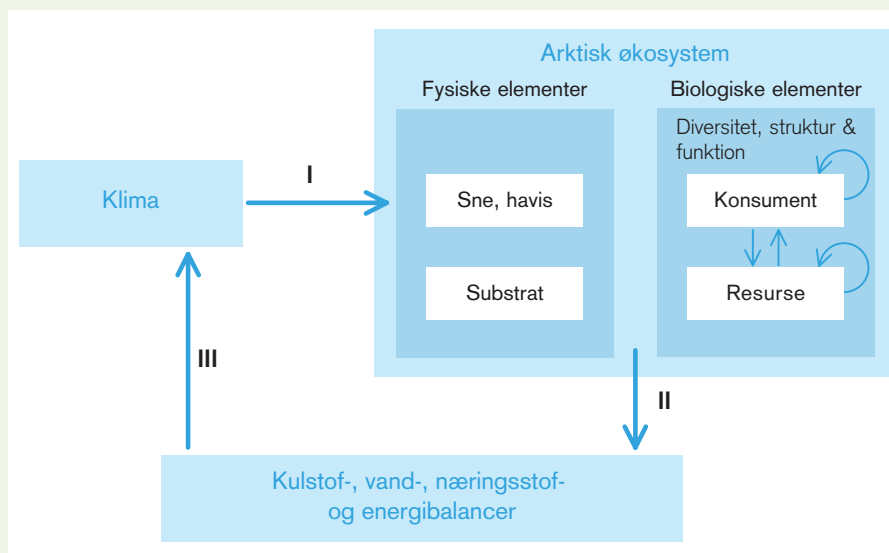 Arktisk økosystem
Fysiske elementer
Biologiske elementer
Diversitet, struktur &
funktion
Klima
I
Sne, havis
Konsument
Substrat
Resurse
III
II
Kulstof-, vand-, næringsstof-
og energibalancer